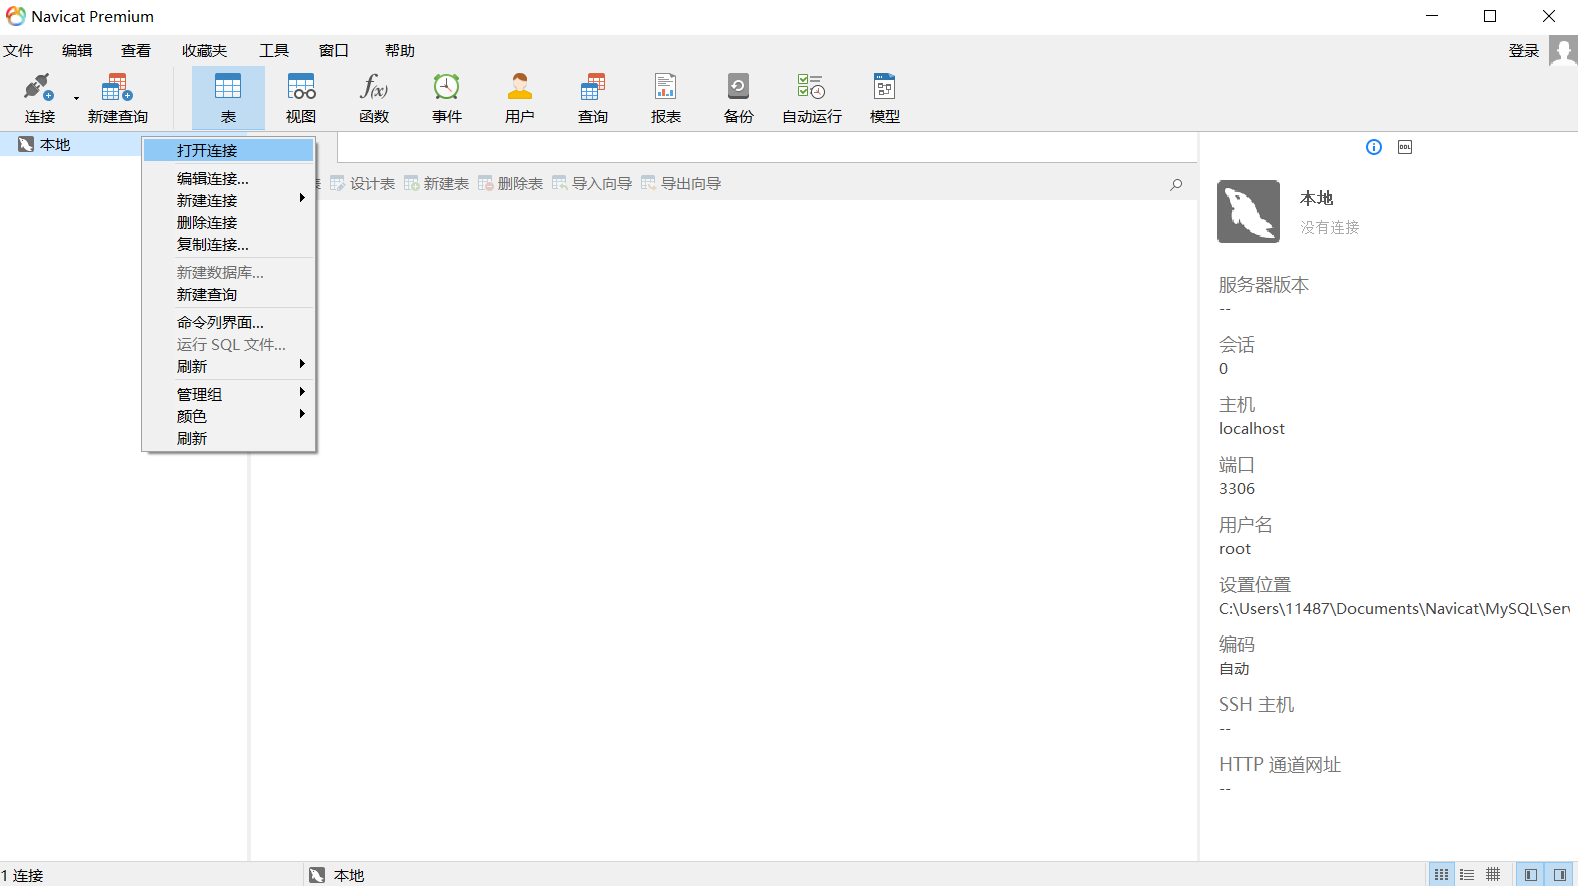 Navicat Premium
文件 编辑 查看 收藏夹 工具 窗口 帮助 登录
连接 新建查询 表 视图 函数 事件 用户 查询 报表 备份 自动运行 模型
本地
打开连接
编辑连接...
新建连接
删除连接
复制连接...
新建数据库...
新建查询
命令列界面...
运行 SQL 文件...
刷新
管理组
颜色
刷新
表 设计表 新建表 删除表 导入向导 导出向导
本地
没有连接
服务器版本
--
会话
0
主机
localhost
端口
3306
用户名
root
设置位置
C:\Users\11487\Documents\Navicat\MySQL\Serv
编码
自动
SSH 主机
--
HTTP 通道网址
--
1 连接 本地